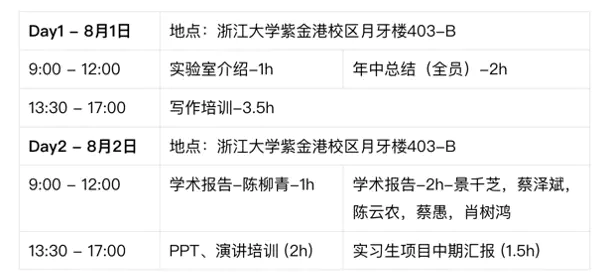 Day1 – 8月1日 地点：浙江大学紫金港校区月牙楼403-B
9:00 – 12:00 实验室介绍-1h 年中总结（全员）-2h
13:30 – 17:00 写作培训-3.5h
Day2 – 8月2日 地点：浙江大学紫金港校区月牙楼403-B
9:00 – 12:00 学术报告-陈柳青-1h 学术报告-2h-景千芝，蔡泽斌，
陈云农，蔡愚，肖树鸿
13:30 – 17:00 PPT、演讲培训 (2h) 实习生项目中期汇报 (1.5h)